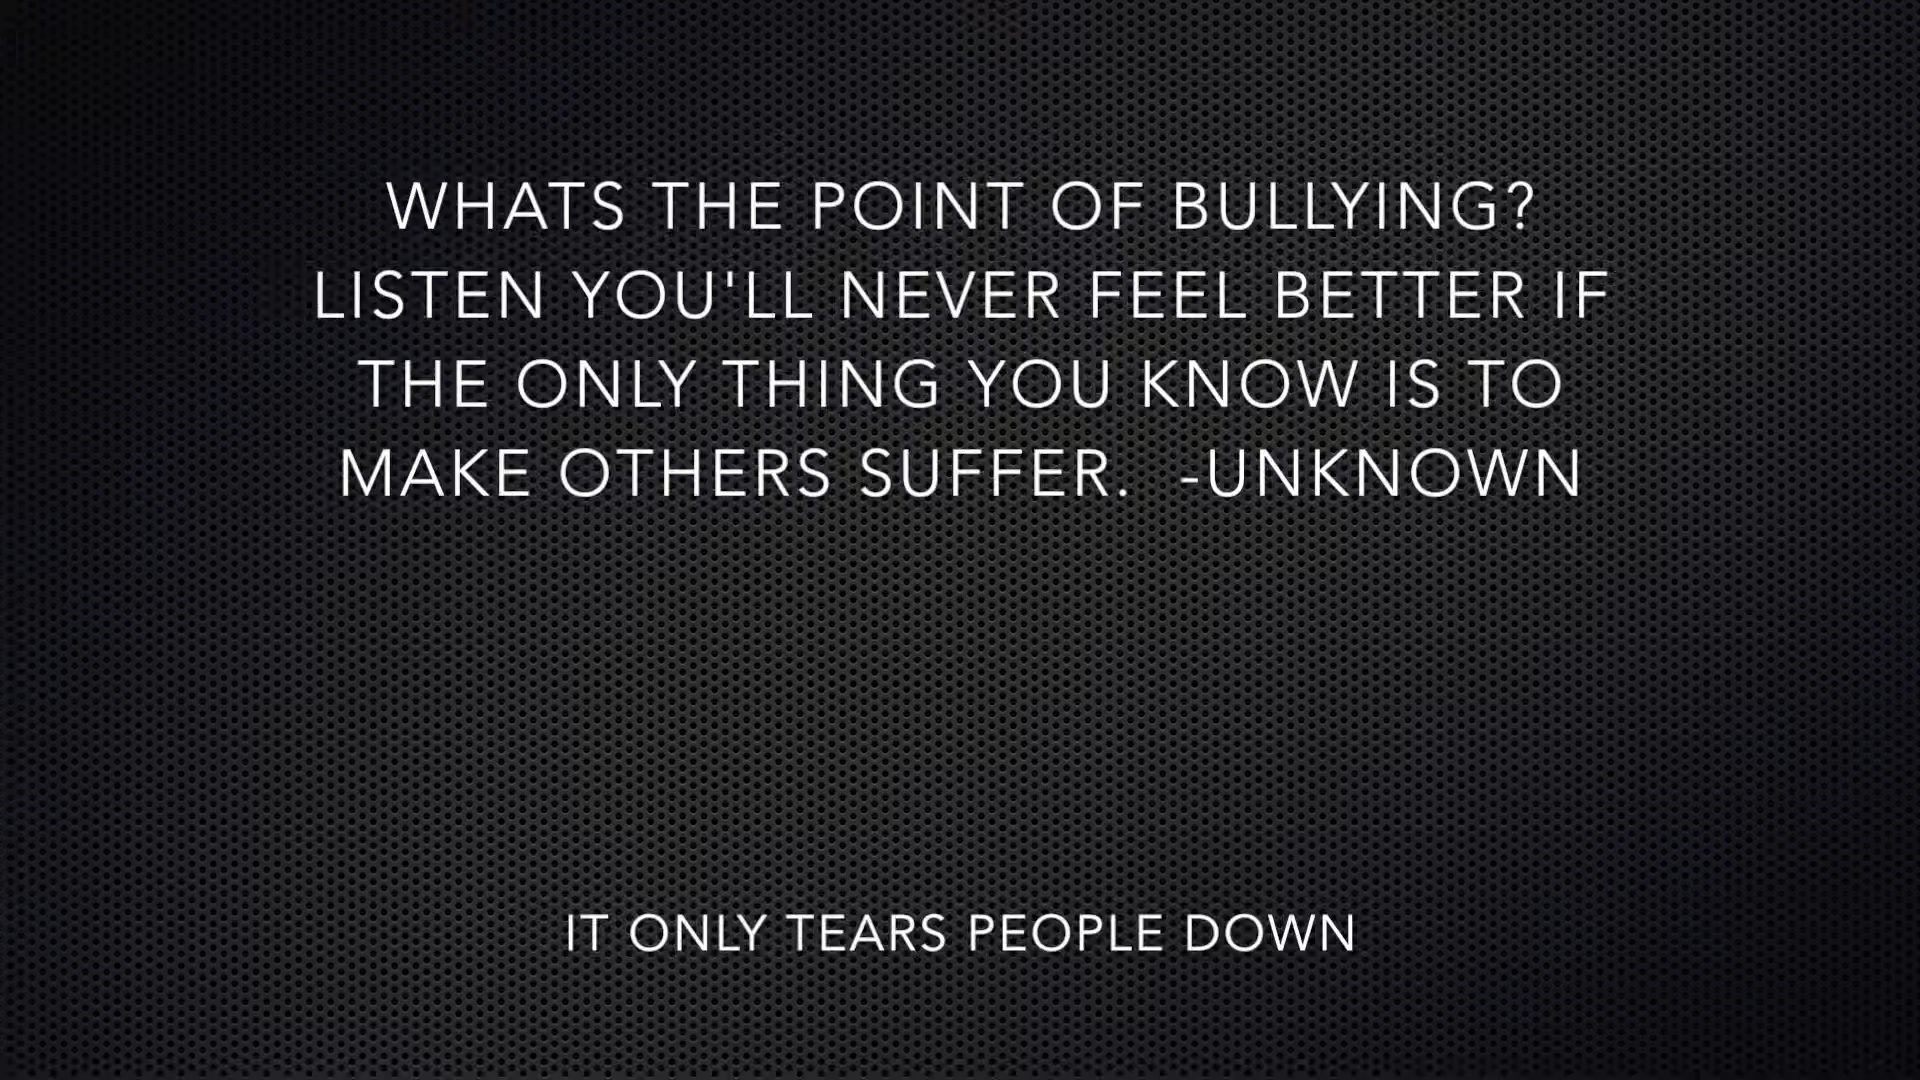 WHATS THE POINT OF BULLYING?
LISTEN YOU'LL NEVER FEEL BETTER IF
THE ONLY THING YOU KNOW IS TO
MAKE OTHERS SUFFER.  -UNKNOWN
IT ONLY TEARS PEOPLE DOWN